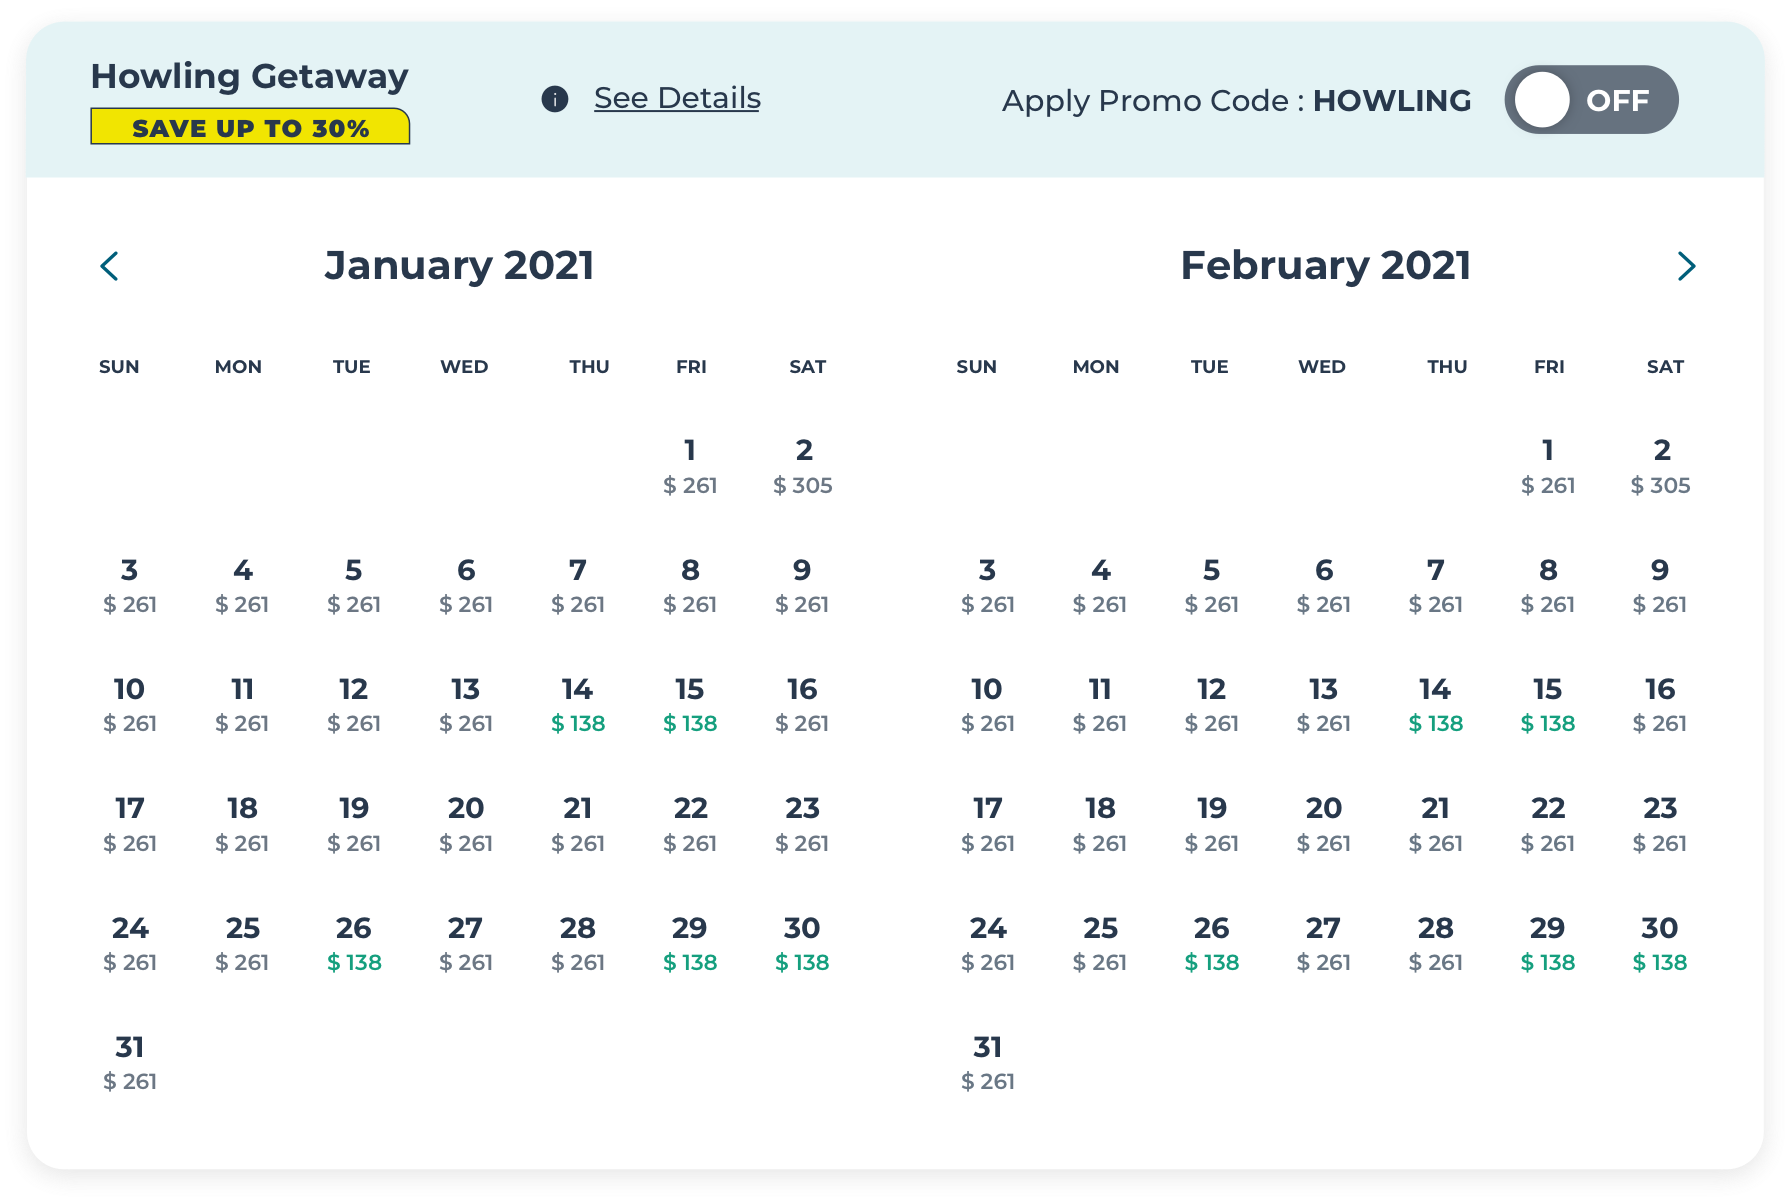 Howling Getaway
SAVE UP TO 30%
i See Details
Apply Promo Code : HOWLING
OFF
January 2021
SUN MON TUE WED THU FRI SAT
1 2
$ 261 $ 305
3 4 5 6 7 8 9
$ 261 $ 261 $ 261 $ 261 $ 261 $ 261 $ 261
10 11 12 13 14 15 16
$ 261 $ 261 $ 261 $ 261 $ 138 $ 138 $ 261
17 18 19 20 21 22 23
$ 261 $ 261 $ 261 $ 261 $ 261 $ 261 $ 261
24 25 26 27 28 29 30
$ 261 $ 261 $ 138 $ 261 $ 261 $ 138 $ 138
31
$ 261
February 2021
SUN MON TUE WED THU FRI SAT
1 2
$ 261 $ 305
3 4 5 6 7 8 9
$ 261 $ 261 $ 261 $ 261 $ 261 $ 261 $ 261
10 11 12 13 14 15 16
$ 261 $ 261 $ 261 $ 261 $ 138 $ 138 $ 261
17 18 19 20 21 22 23
$ 261 $ 261 $ 261 $ 261 $ 261 $ 261 $ 261
24 25 26 27 28 29 30
$ 261 $ 261 $ 138 $ 261 $ 261 $ 138 $ 138
31
$ 261